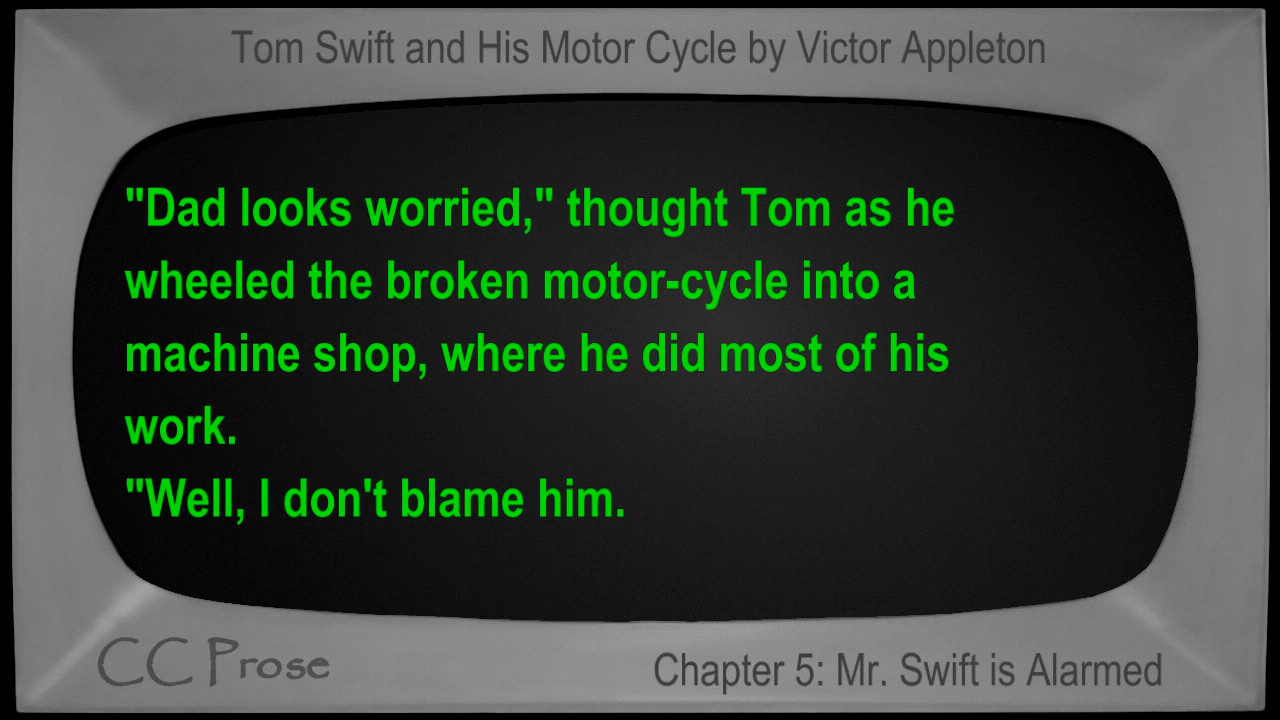 Tom Swift and His Motor Cycle by Victor Appleton
"Dad looks worried," thought Tom as he
wheeled the broken motor-cycle into a
machine shop, where he did most of his
work.
"Well, I don't blame him.
CC Prose
Chapter 5: Mr. Swift is Alarmed